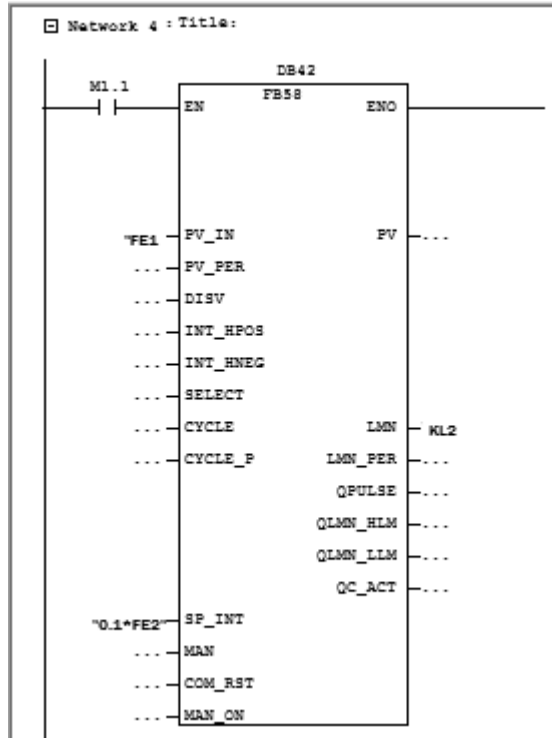 Network 4 : Title:
DB42
M1.1
FB58
EN ENO
"FE1 PV_IN PV ...
... PV_PER
... DISV
... INT_HPOS
... INT_HNEG
... SELECT
... CYCLE LMN KL2
... CYCLE_P LMN_PER ...
QPULSE ...
QLMN_HLM ...
QLMN_LLM ...
QC_ACT ...
"0.1*FE2" SP_INT
... MAN
... COM_RST
... MAN_ON